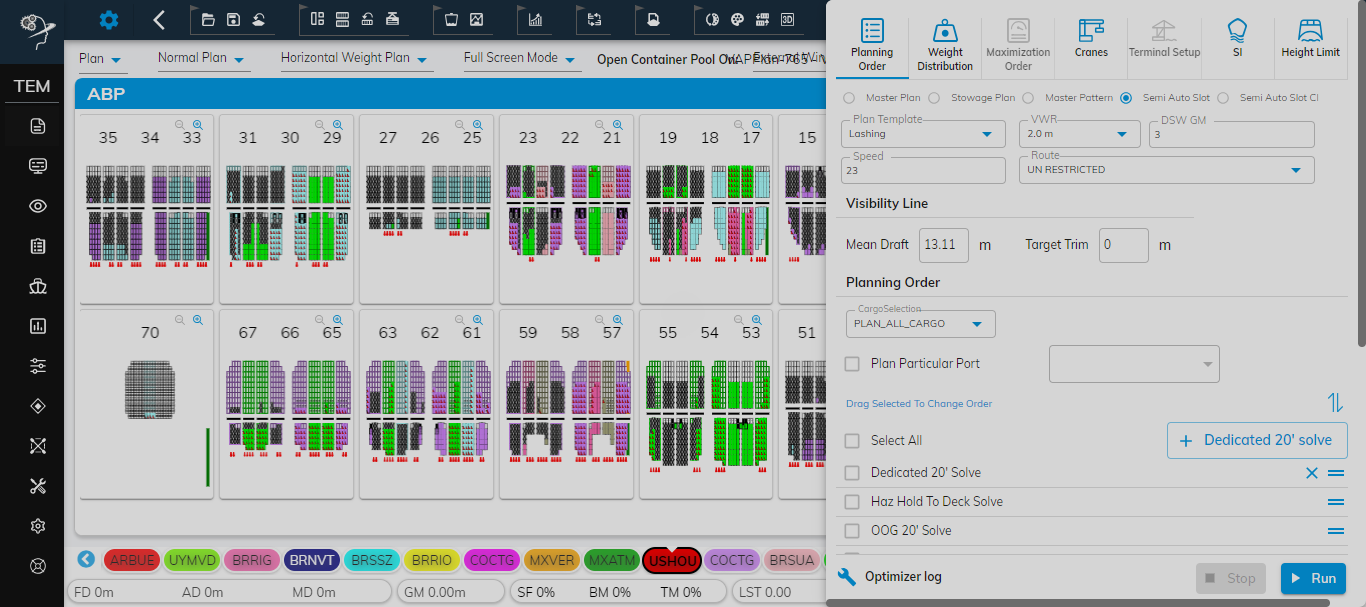 TEM
Plan
Normal Plan
Horizontal Weight Plan
Full Screen Mode
Open Container Pool On:
ABP
35 34 33
31 30 29
27 26 25
23 22 21
19 18 17
15
70
67 66 65
63 62 61
59 58 57
55 54 53
51
ARBUE UYMVD BRRIG BRNVT BRSSZ BRRIO COCTG MXVER MXATM USHOU COCTG BRSUA
FD 0m AD 0m MD 0m GM 0.00m SF 0% BM 0% TM 0% LST 0.00
3D
Planning Order
Weight Distribution
Maximization Order
Cranes
Terminal Setup
SI
Height Limit
Master Plan
Stowage Plan
Master Pattern
Semi Auto Slot
Semi Auto Slot CI
Plan Template
Lashing
VWR
2.0 m
DSW GM
3
Speed
23
Route
UN RESTRICTED
Visibility Line
Mean Draft 13.11 m Target Trim 0 m
Planning Order
CargoSelection
PLAN_ALL_CARGO
Plan Particular Port
Drag Selected To Change Order
Select All
+ Dedicated 20' solve
Dedicated 20' Solve
Haz Hold To Deck Solve
OOG 20' Solve
Optimizer log
Stop
Run